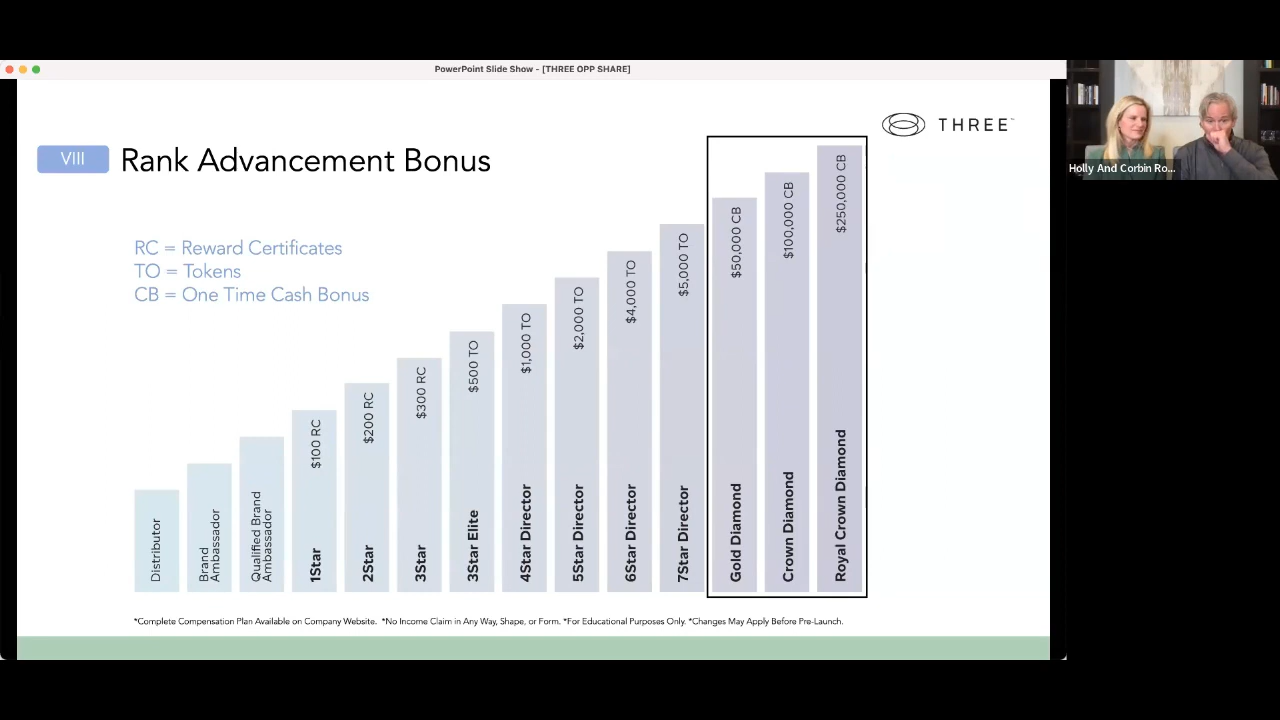 PowerPoint Slide Show - [THREE OPP SHARE]
THREE™
VIII
Rank Advancement Bonus
RC = Reward Certificates
TO = Tokens
CB = One Time Cash Bonus
Distributor
Brand
Ambassador
Qualified Brand
Ambassador
1Star
$100 RC
2Star
$200 RC
3Star
$300 RC
3Star Elite
$500 TO
4Star Director
$1,000 TO
5Star Director
$2,000 TO
6Star Director
$4,000 TO
7Star Director
$5,000 TO
Gold Diamond
$50,000 CB
Crown Diamond
$100,000 CB
Royal Crown Diamond
$250,000 CB
*Complete Compensation Plan Available on Company Website. *No Income Claim in Any Way, Shape, or Form. *For Educational Purposes Only. *Changes May Apply Before Pre-Launch.
Holly And Corbin Ro...